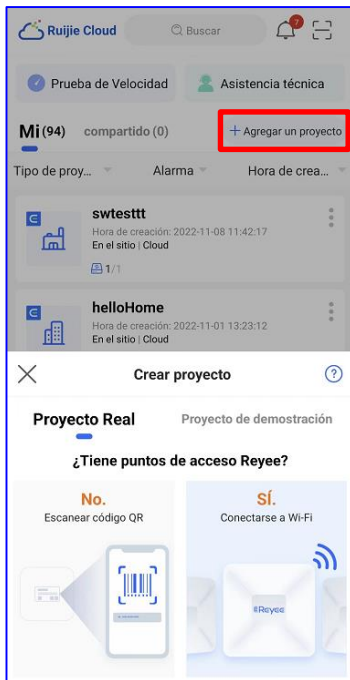 Ruijie Cloud Buscar 7
Prueba de Velocidad Asistencia técnica
Mi (94) compartido (0) + Agregar un proyecto
Tipo de proy... Alarma Hora de crea...
swtesttt
Hora de creación: 2022-11-08 11:42:17
En el sitio | Cloud
1/1
helloHome
Hora de creación: 2022-11-01 13:23:12
En el sitio | Cloud
Crear proyecto ?
Proyecto Real Proyecto de demostración
¿Tiene puntos de acceso Reyee?
No. SÍ.
Escanear código QR Conectarse a Wi-Fi
Reyee